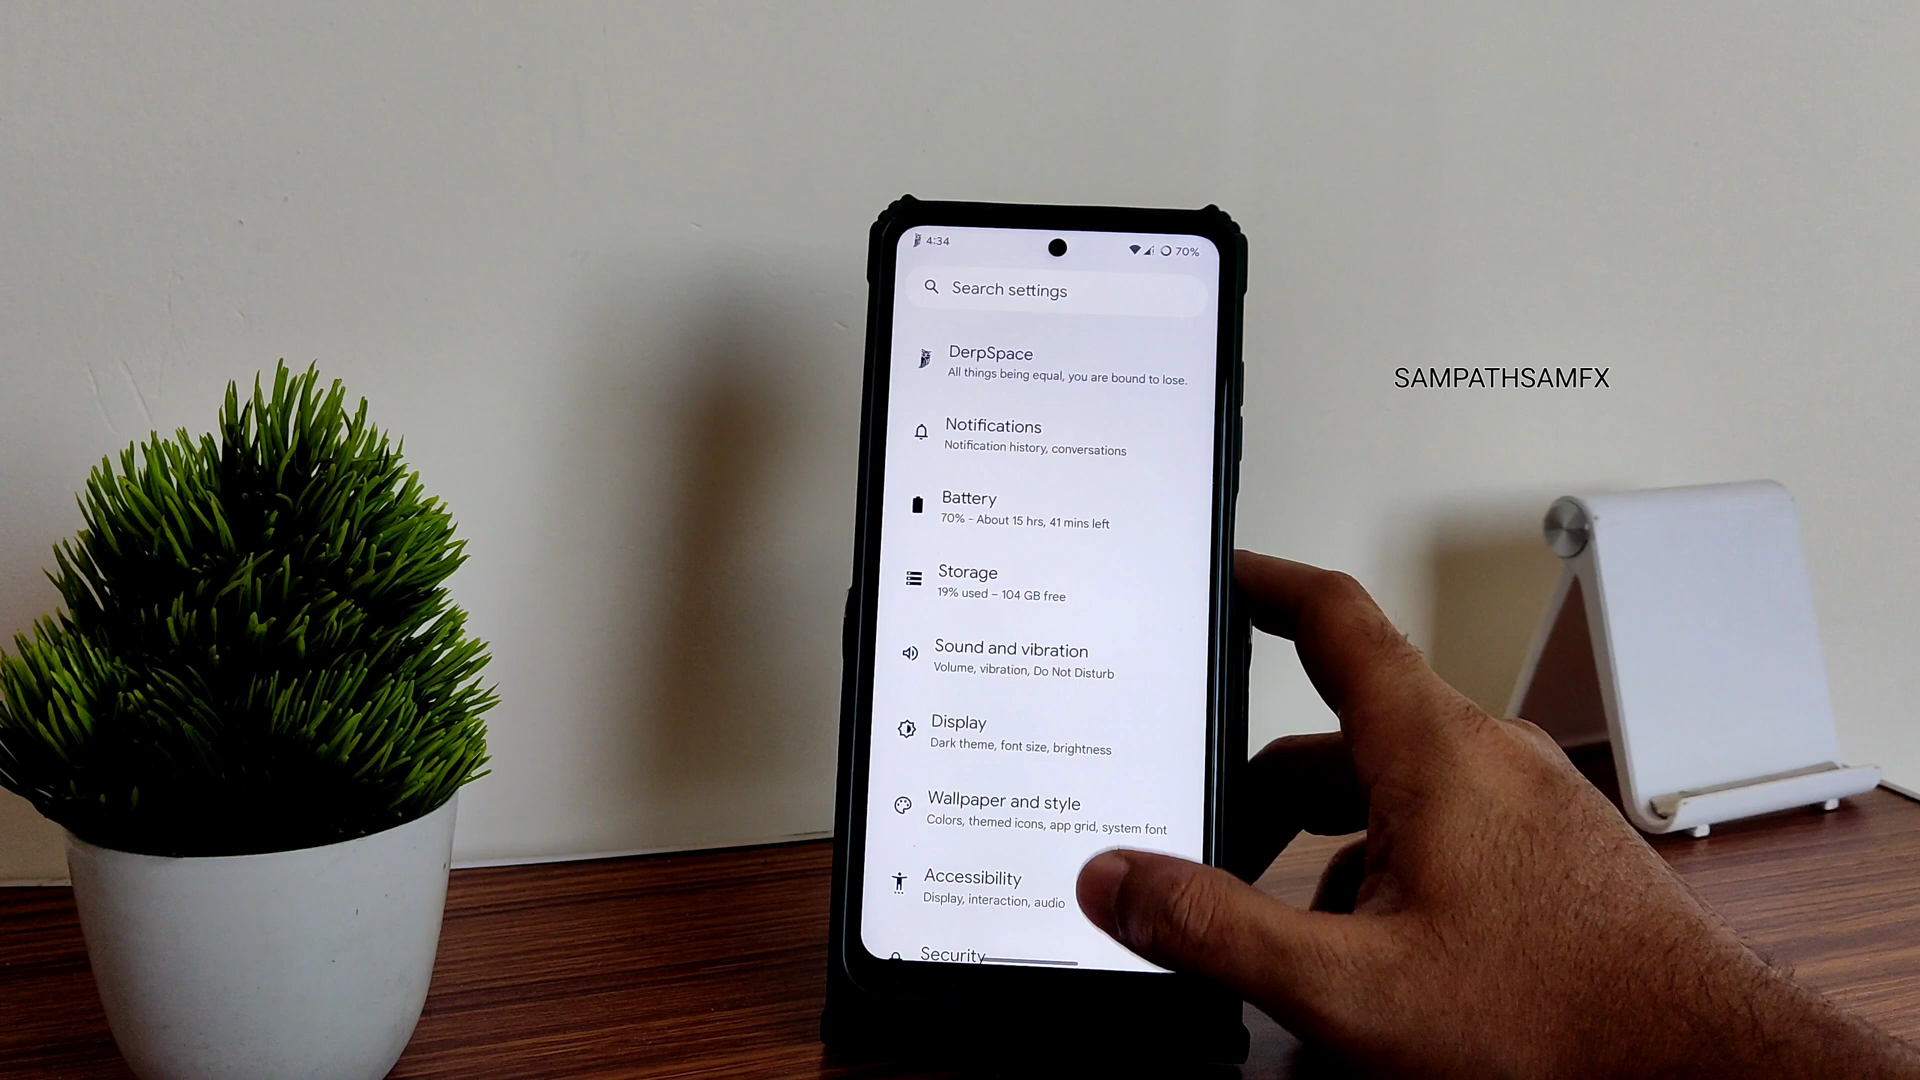 4:34
70%
Search settings
DerpSpace
All things being equal, you are bound to lose.
Notifications
Notification history, conversations
Battery
70% - About 15 hrs, 41 mins left
Storage
19% used – 104 GB free
Sound and vibration
Volume, vibration, Do Not Disturb
Display
Dark theme, font size, brightness
Wallpaper and style
Colors, themed icons, app grid, system font
Accessibility
Display, interaction, audio
Security
SAMPATHSAMFX